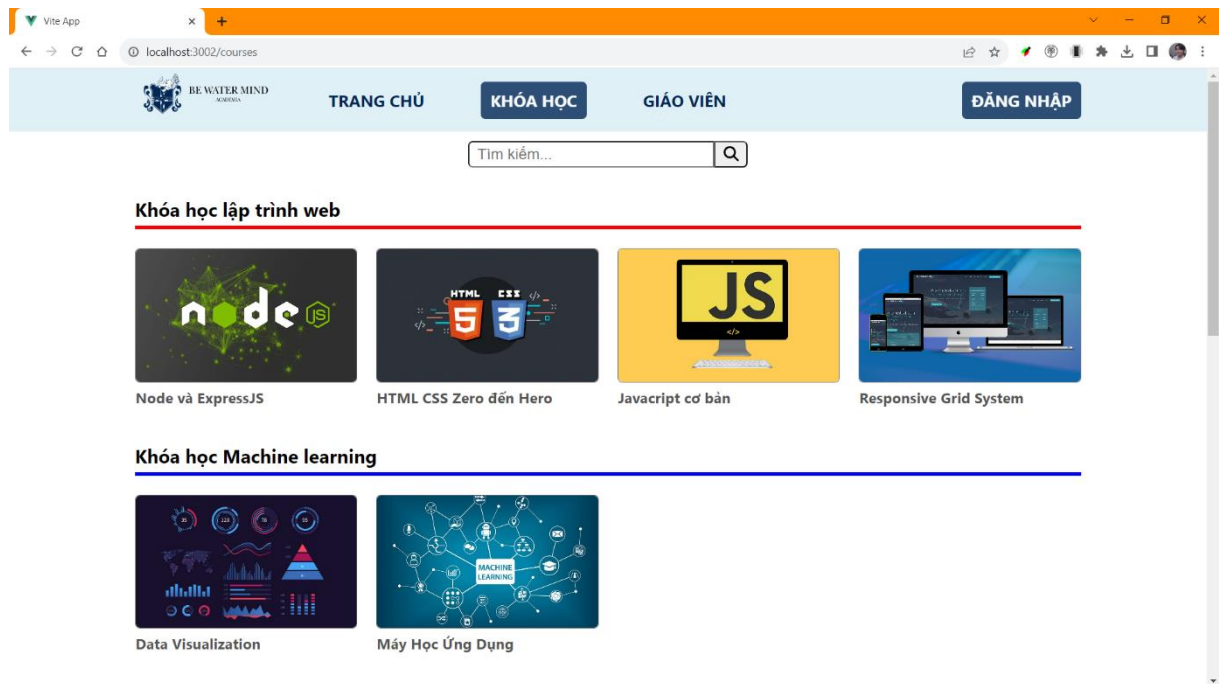 Vite App
localhost:3002/courses
BE WATER MIND
ACADEMIA
TRANG CHỦ
KHÓA HỌC
GIÁO VIÊN
ĐĂNG NHẬP
Tìm kiếm...
Khóa học lập trình web
node JS
HTML CSS
5 3
</>
JS
</>
Node và ExpressJS
HTML CSS Zero đến Hero
Javacript cơ bản
Responsive Grid System
Khóa học Machine learning
MACHINE
LEARNING
Data Visualization
Máy Học Ứng Dụng